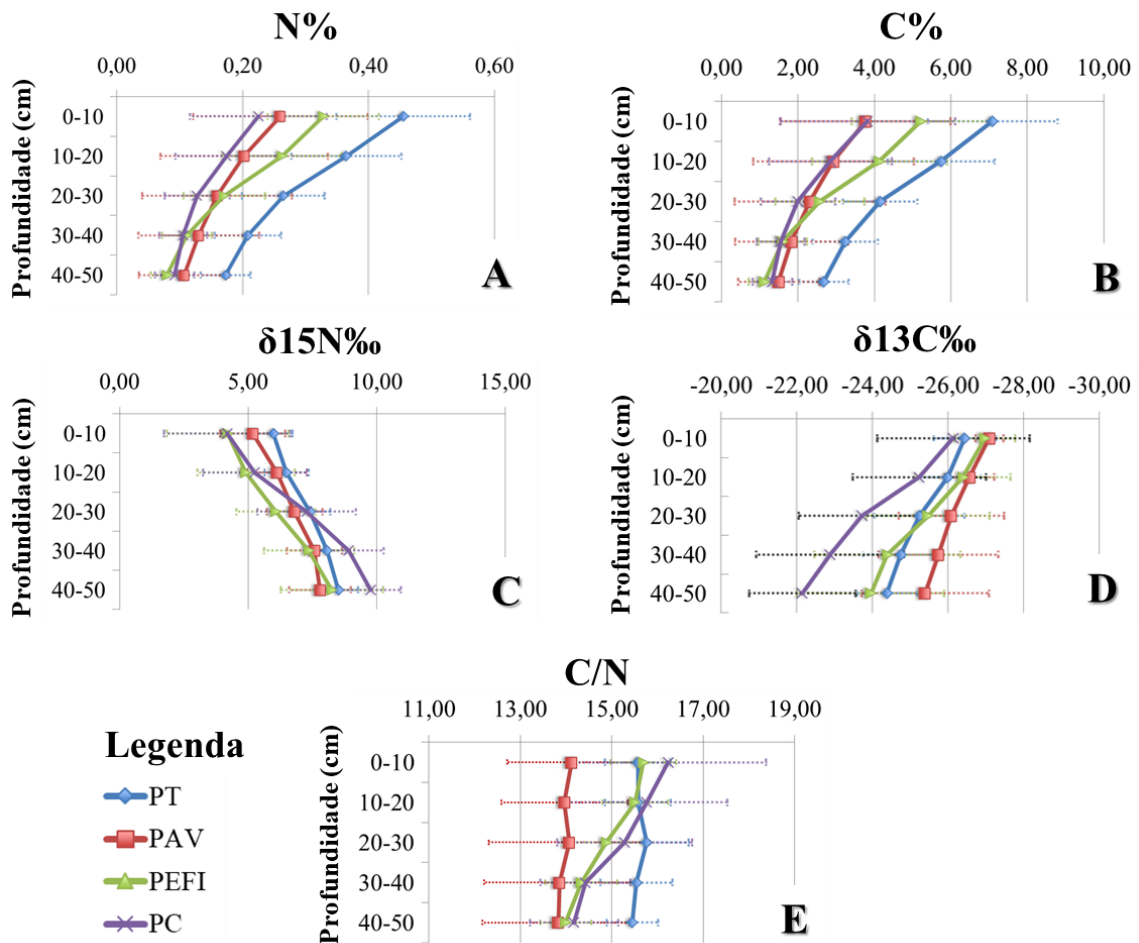 N%
0,00 0,20 0,40 0,60
Profundidade (cm)
0-10
10-20
20-30
30-40
40-50
A
C%
0,00 2,00 4,00 6,00 8,00 10,00
Profundidade (cm)
0-10
10-20
20-30
30-40
40-50
B
δ15N‰
0,00 5,00 10,00 15,00
Profundidade (cm)
0-10
10-20
20-30
30-40
40-50
C
δ13C‰
-20,00 -22,00 -24,00 -26,00 -28,00 -30,00
Profundidade (cm)
0-10
10-20
20-30
30-40
40-50
D
C/N
11,00 13,00 15,00 17,00 19,00
Profundidade (cm)
0-10
10-20
20-30
30-40
40-50
E
Legenda
PT
PAV
PEFI
PC